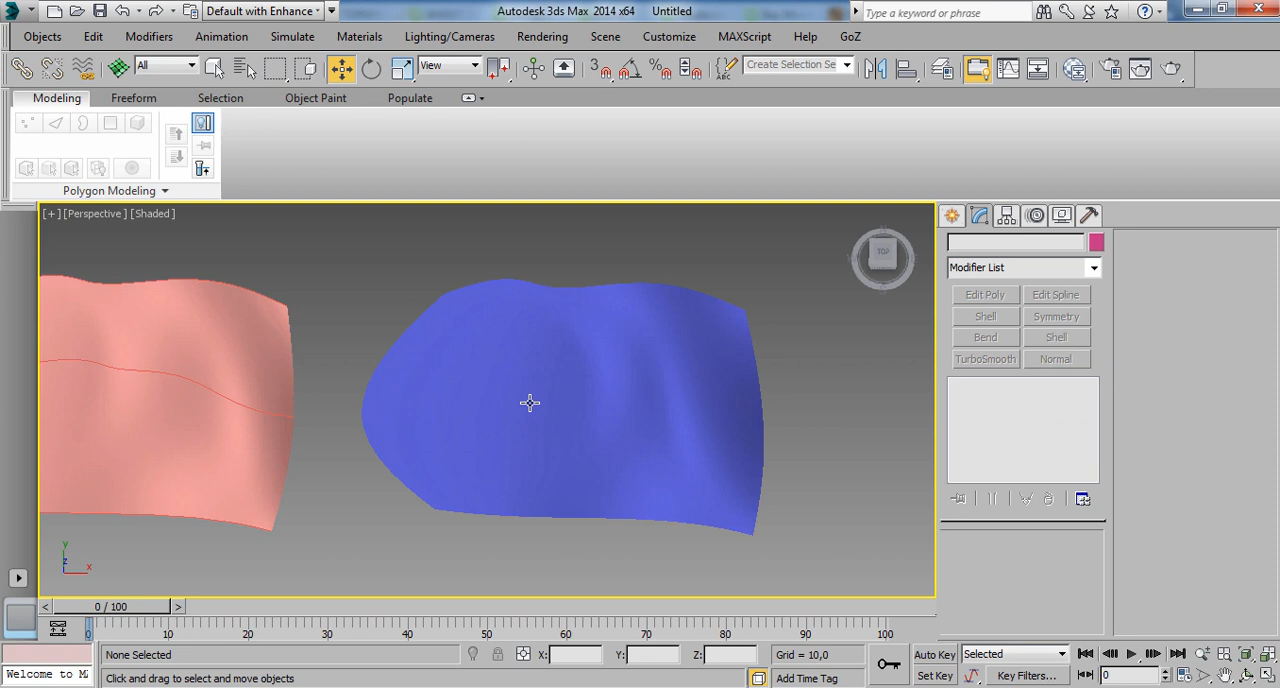 Default with Enhance
Autodesk 3ds Max 2014 x64 Untitled
Type a keyword or phrase
Objects Edit Modifiers Animation Simulate Materials Lighting/Cameras Rendering Scene Customize MAXScript Help GoZ
All
View
3
Create Selection Se
ABC
Modeling Freeform Selection Object Paint Populate
Polygon Modeling
[+] [Perspective] [Shaded]
TOP
Modifier List
Edit Poly Edit Spline
Shell Symmetry
Bend Shell
TurboSmooth Normal
y
z
x
0 / 100
0 10 20 30 40 50 60 70 80 90 100
None Selected X: Y: Z: Grid = 10,0 Auto Key Selected
Welcome to M
Click and drag to select and move objects Add Time Tag Set Key Key Filters... 0